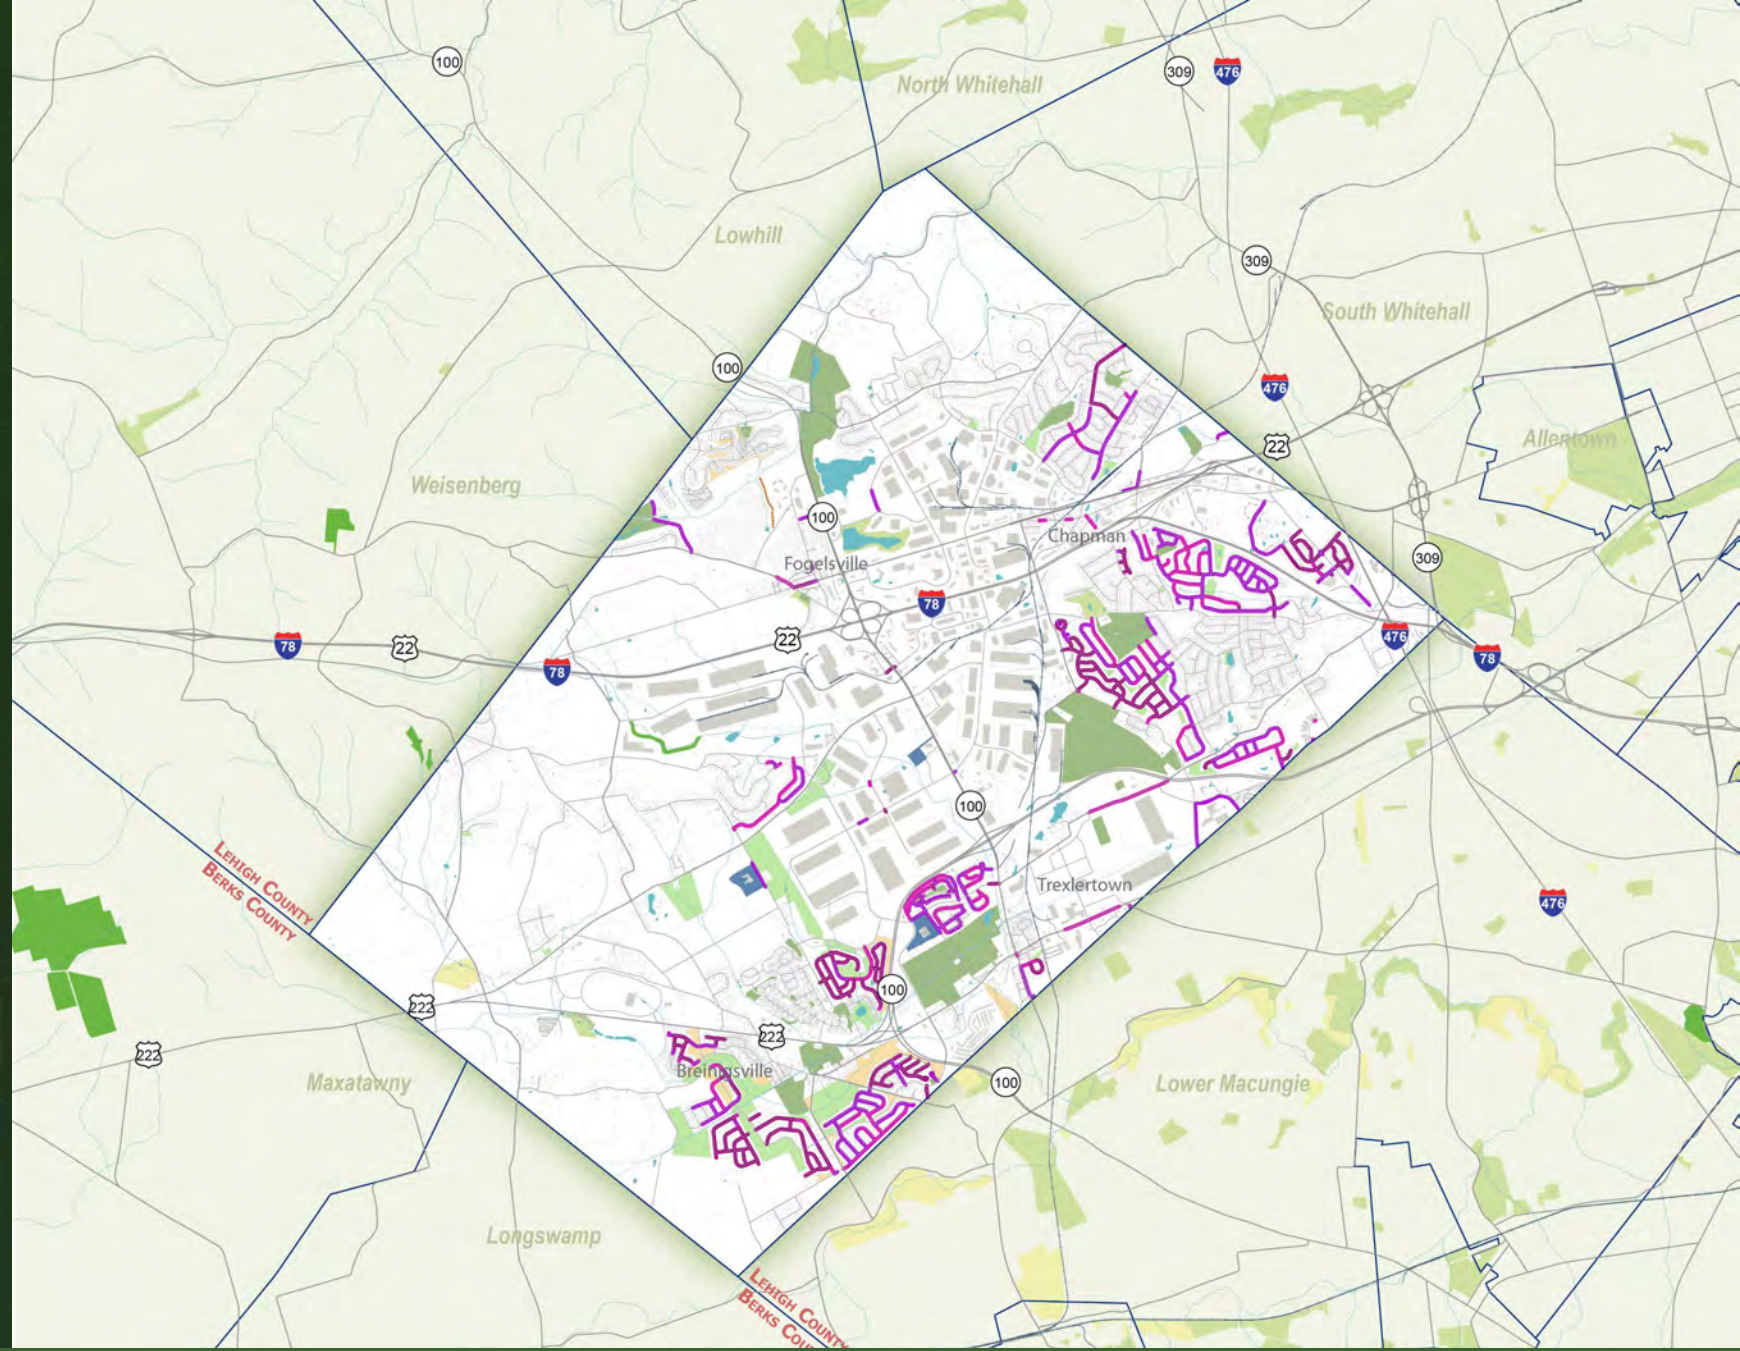 100
North Whitehall
309
476
Lowhill
309
South Whitehall
100
476
22
Allentown
Weisenberg
100
Chapman
309
Fogelsville
78
22
476
78
78
22
78
100
LEHIGH COUNTY
BERKS COUNTY
Trexlertown
476
100
222
222
222
Breinigsville
Maxatawny
100
Lower Macungie
Longswamp
LEHIGH COUNTY
BERKS COU